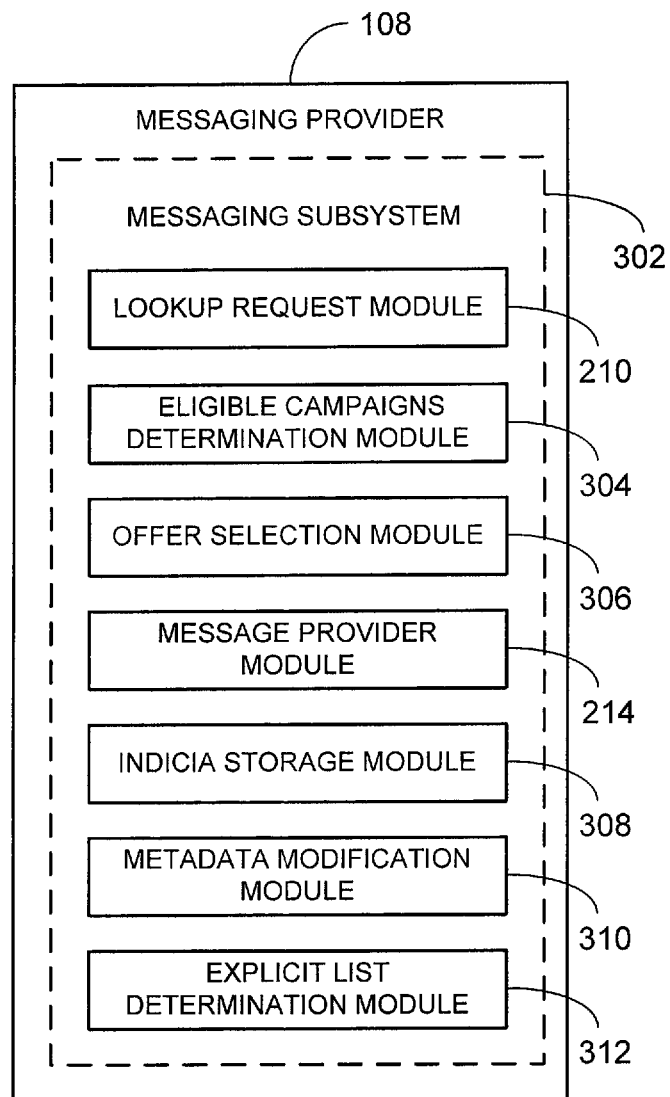 108
MESSAGING PROVIDER
MESSAGING SUBSYSTEM
302
LOOKUP REQUEST MODULE
210
ELIGIBLE CAMPAIGNS
DETERMINATION MODULE
304
OFFER SELECTION MODULE
306
MESSAGE PROVIDER
MODULE
214
INDICIA STORAGE MODULE
308
METADATA MODIFICATION
MODULE
310
EXPLICIT LIST
DETERMINATION MODULE
312